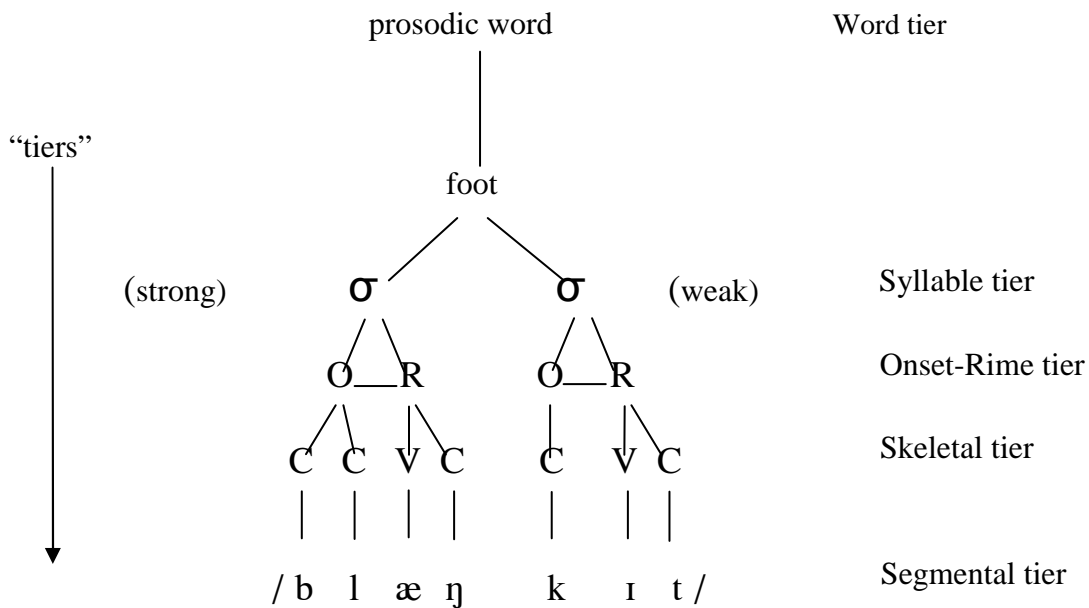 prosodic word Word tier
“tiers”
foot
(strong) σ σ (weak) Syllable tier
O R O R Onset-Rime tier
C C V C C V C Skeletal tier
/ b l æ ŋ k ɪ t / Segmental tier